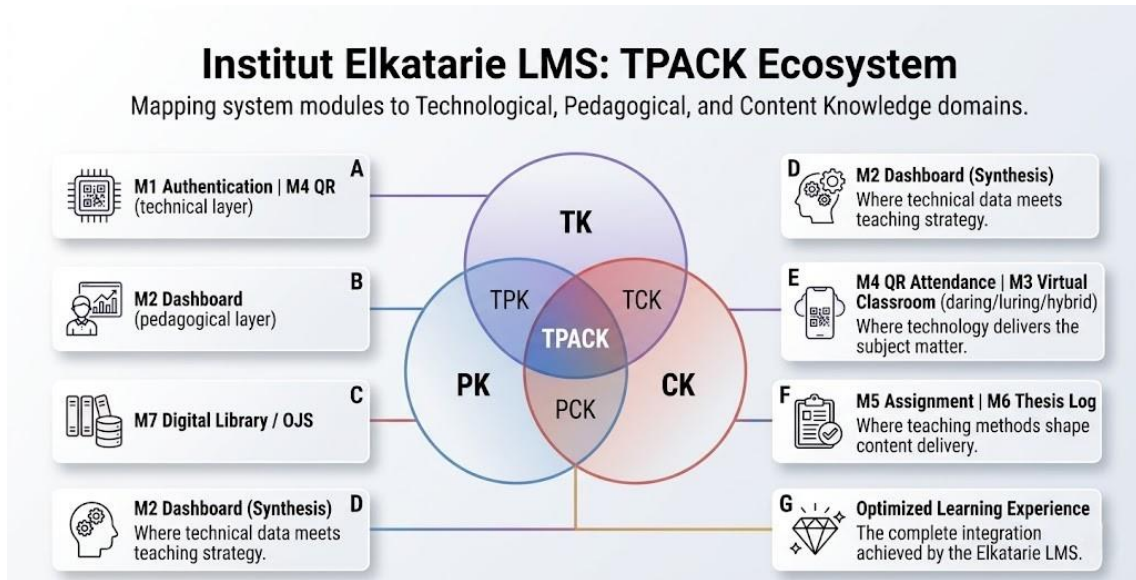 Institut Elkatarie LMS: TPACK Ecosystem
Mapping system modules to Technological, Pedagogical, and Content Knowledge domains.
A
M1 Authentication | M4 QR
(technical layer)
B
M2 Dashboard
(pedagogical layer)
C
M7 Digital Library / OJS
D
M2 Dashboard (Synthesis)
Where technical data meets
teaching strategy.
TK
TPK
TCK
TPACK
PK
CK
PCK
D
M2 Dashboard (Synthesis)
Where technical data meets
teaching strategy.
E
M4 QR Attendance | M3 Virtual
Classroom (daring/luring/hybrid)
Where technology delivers the
subject matter.
F
M5 Assignment | M6 Thesis Log
Where teaching methods shape
content delivery.
G
Optimized Learning Experience
The complete integration
achieved by the Elkatarie LMS.